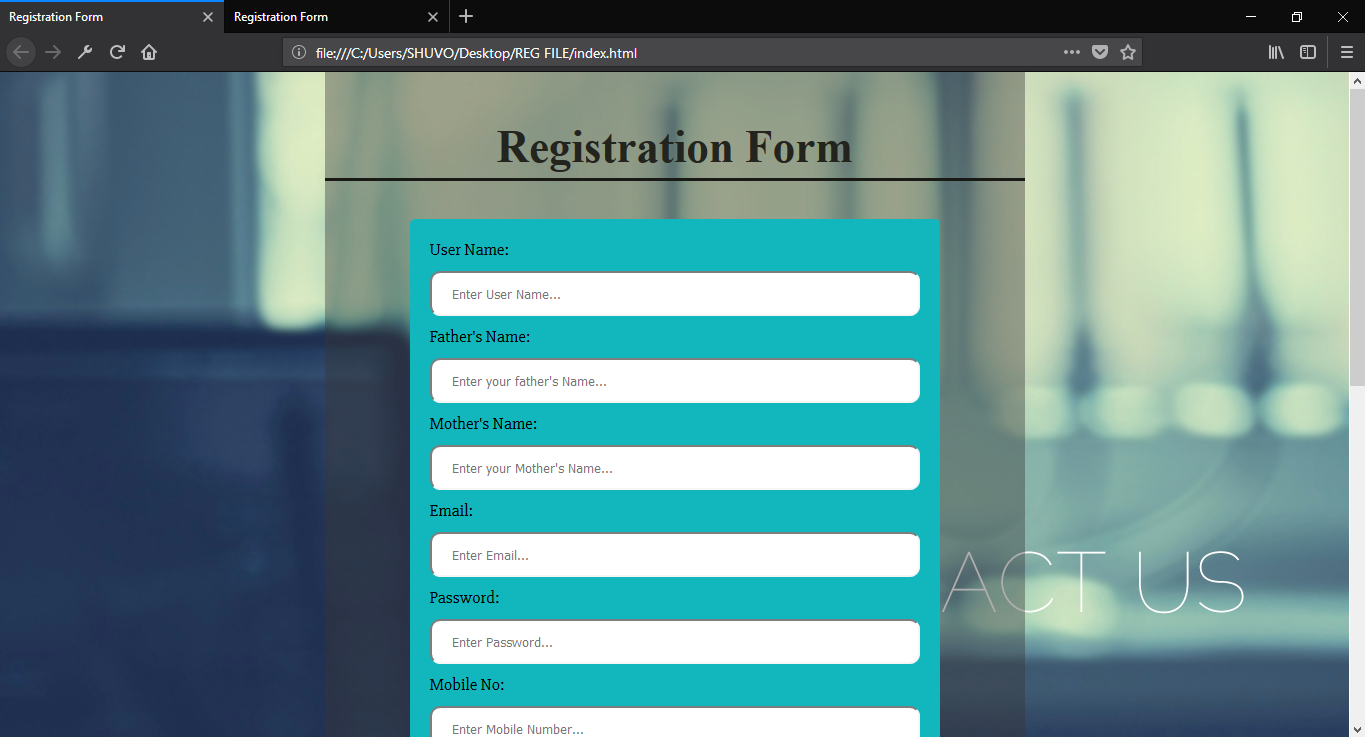 Registration Form
Registration Form
file:///C:/Users/SHUVO/Desktop/REG FILE/index.html
Registration Form
User Name:
Enter User Name...
Father's Name:
Enter your father's Name...
Mother's Name:
Enter your Mother's Name...
Email:
Enter Email...
ACT US
Password:
Enter Password...
Mobile No:
Enter Mobile Number...